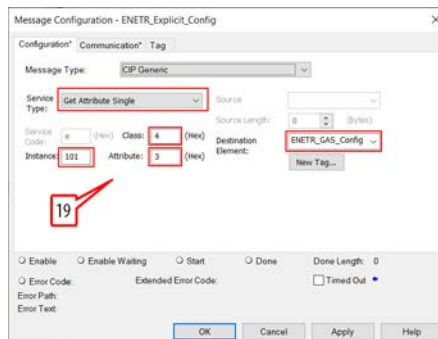 Message Configuration - ENETR_Explicit_Config
Configuration* Communication* Tag
Message Type: CIP Generic
Service Type: Get Attribute Single Source
Source Length: 0 (Bytes)
Service Code: e (Hex) Class: 4 (Hex) Destination Element: ENETR_GAS_Config
Instance: 101 Attribute: 3 (Hex) New Tag...
19
Enable Enable Waiting Start Done Done Length: 0
Error Code: Extended Error Code: Timed Out
Error Path:
Error Text:
OK Cancel Apply Help